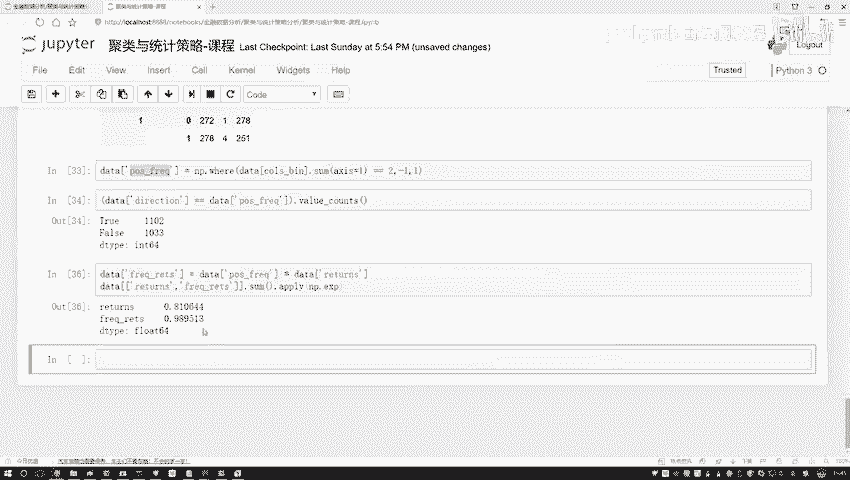 聚类与统计策略-课程
http://localhost:8888/notebooks/金融数据分析/聚类与统计策略分析/聚类与统计策略-课程.ipynb
jupyter 聚类与统计策略-课程 Last Checkpoint: Last Sunday at 5:54 PM (unsaved changes)
Logout
File Edit View Insert Cell Kernel Widgets Help
Trusted
Python 3
Code
1 0 272 1 278
1 278 4 251
In [33]: data['pos_freq'] = np.where(data[cols_bin].sum(axis=1) == 2,-1,1)
In [34]: (data['direction'] == data['pos_freq']).value_counts()
Out[34]: True 1102
False 1033
dtype: int64
In [36]: data['freq_rets'] = data['pos_freq'] * data['returns']
data[['returns','freq_rets']].sum().apply(np.exp
Out[36]: returns 0.810644
freq_rets 0.989513
dtype: float64
In [ ]: